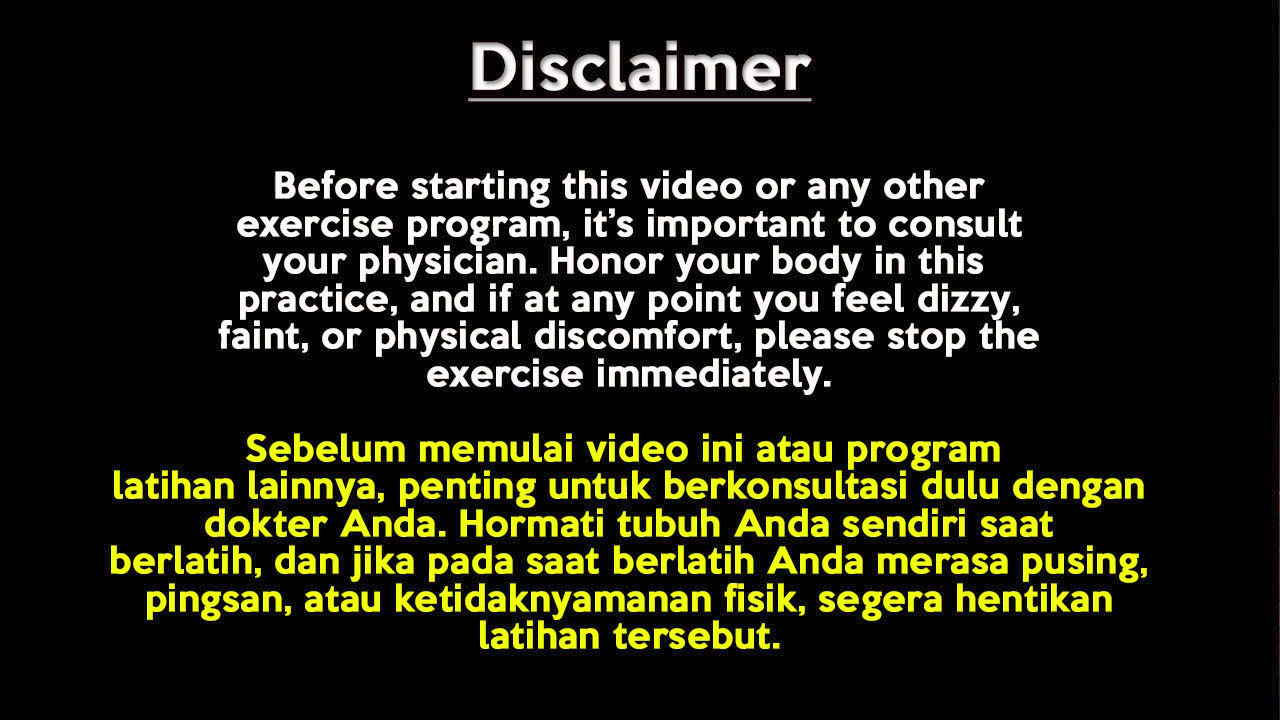 Disclaimer
Before starting this video or any other
exercise program, it's important to consult
your physician. Honor your body in this
practice, and if at any point you feel dizzy,
faint, or physical discomfort, please stop the
exercise immediately.
Sebelum memulai video ini atau program
latihan lainnya, penting untuk berkonsultasi dulu dengan
dokter Anda. Hormati tubuh Anda sendiri saat
berlatih, dan jika pada saat berlatih Anda merasa pusing,
pingsan, atau ketidaknyamanan fisik, segera hentikan
latihan tersebut.